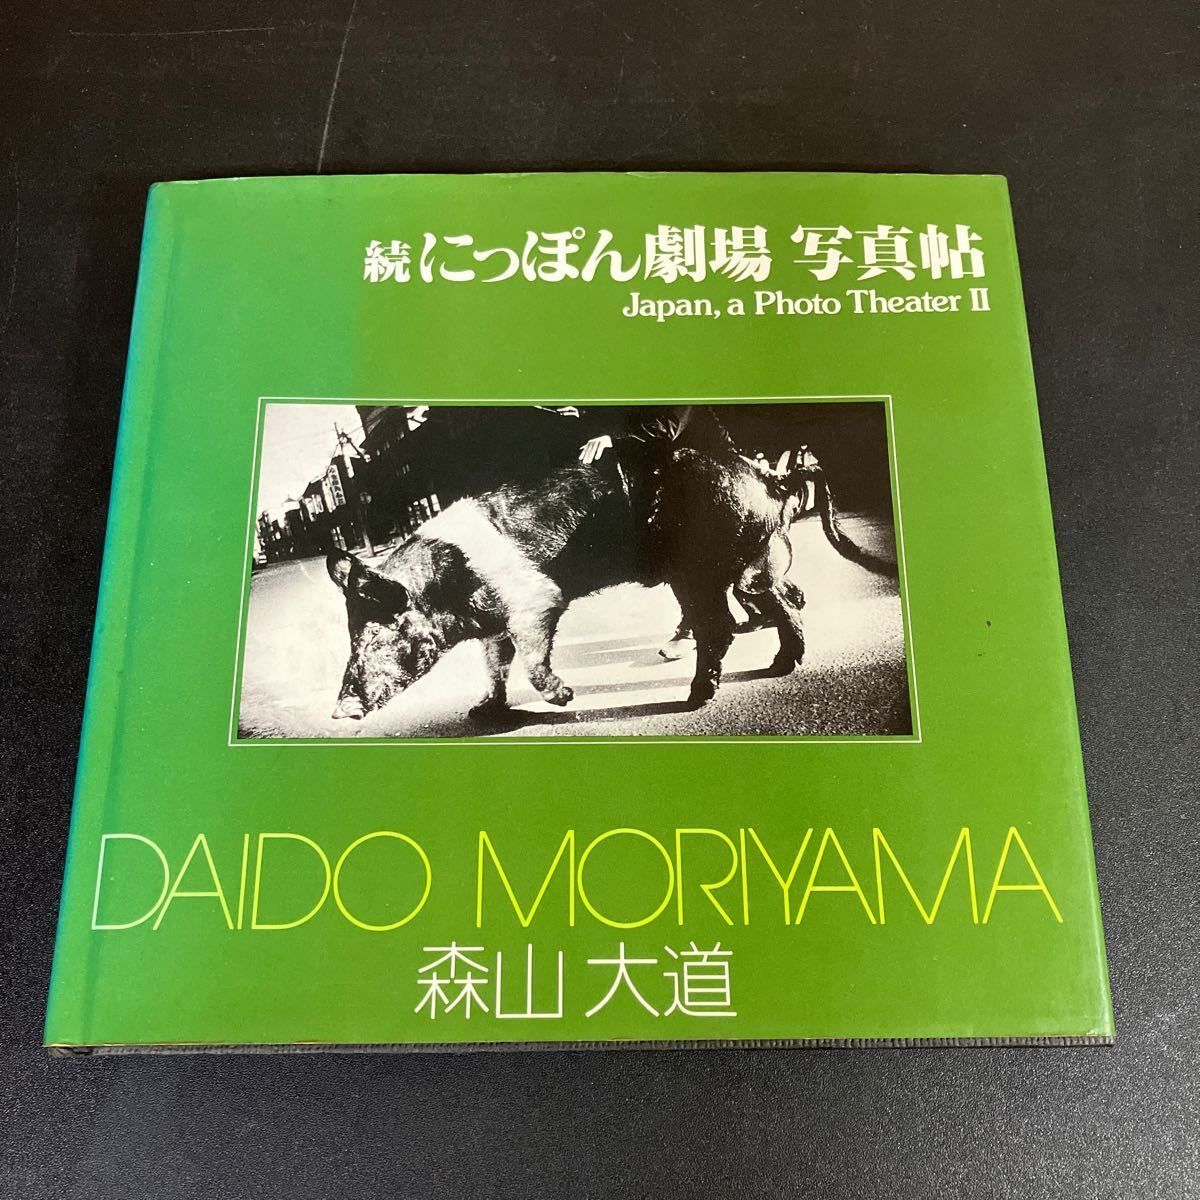 続 にっぽん劇場 写真帖
Japan, a Photo Theater II
DAIDO MORIYAMA
森山大道